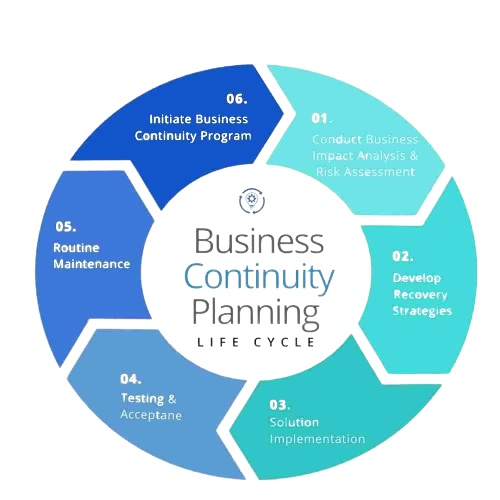 Business
Continuity
Planning
LIFE CYCLE
01.
Conduct Business
Impact Analysis &
Risk Assessment
02.
Develop
Recovery
Strategies
03.
Solution
Implementation
04.
Testing &
Acceptane
05.
Routine
Maintenance
06.
Initiate Business
Continuity Program